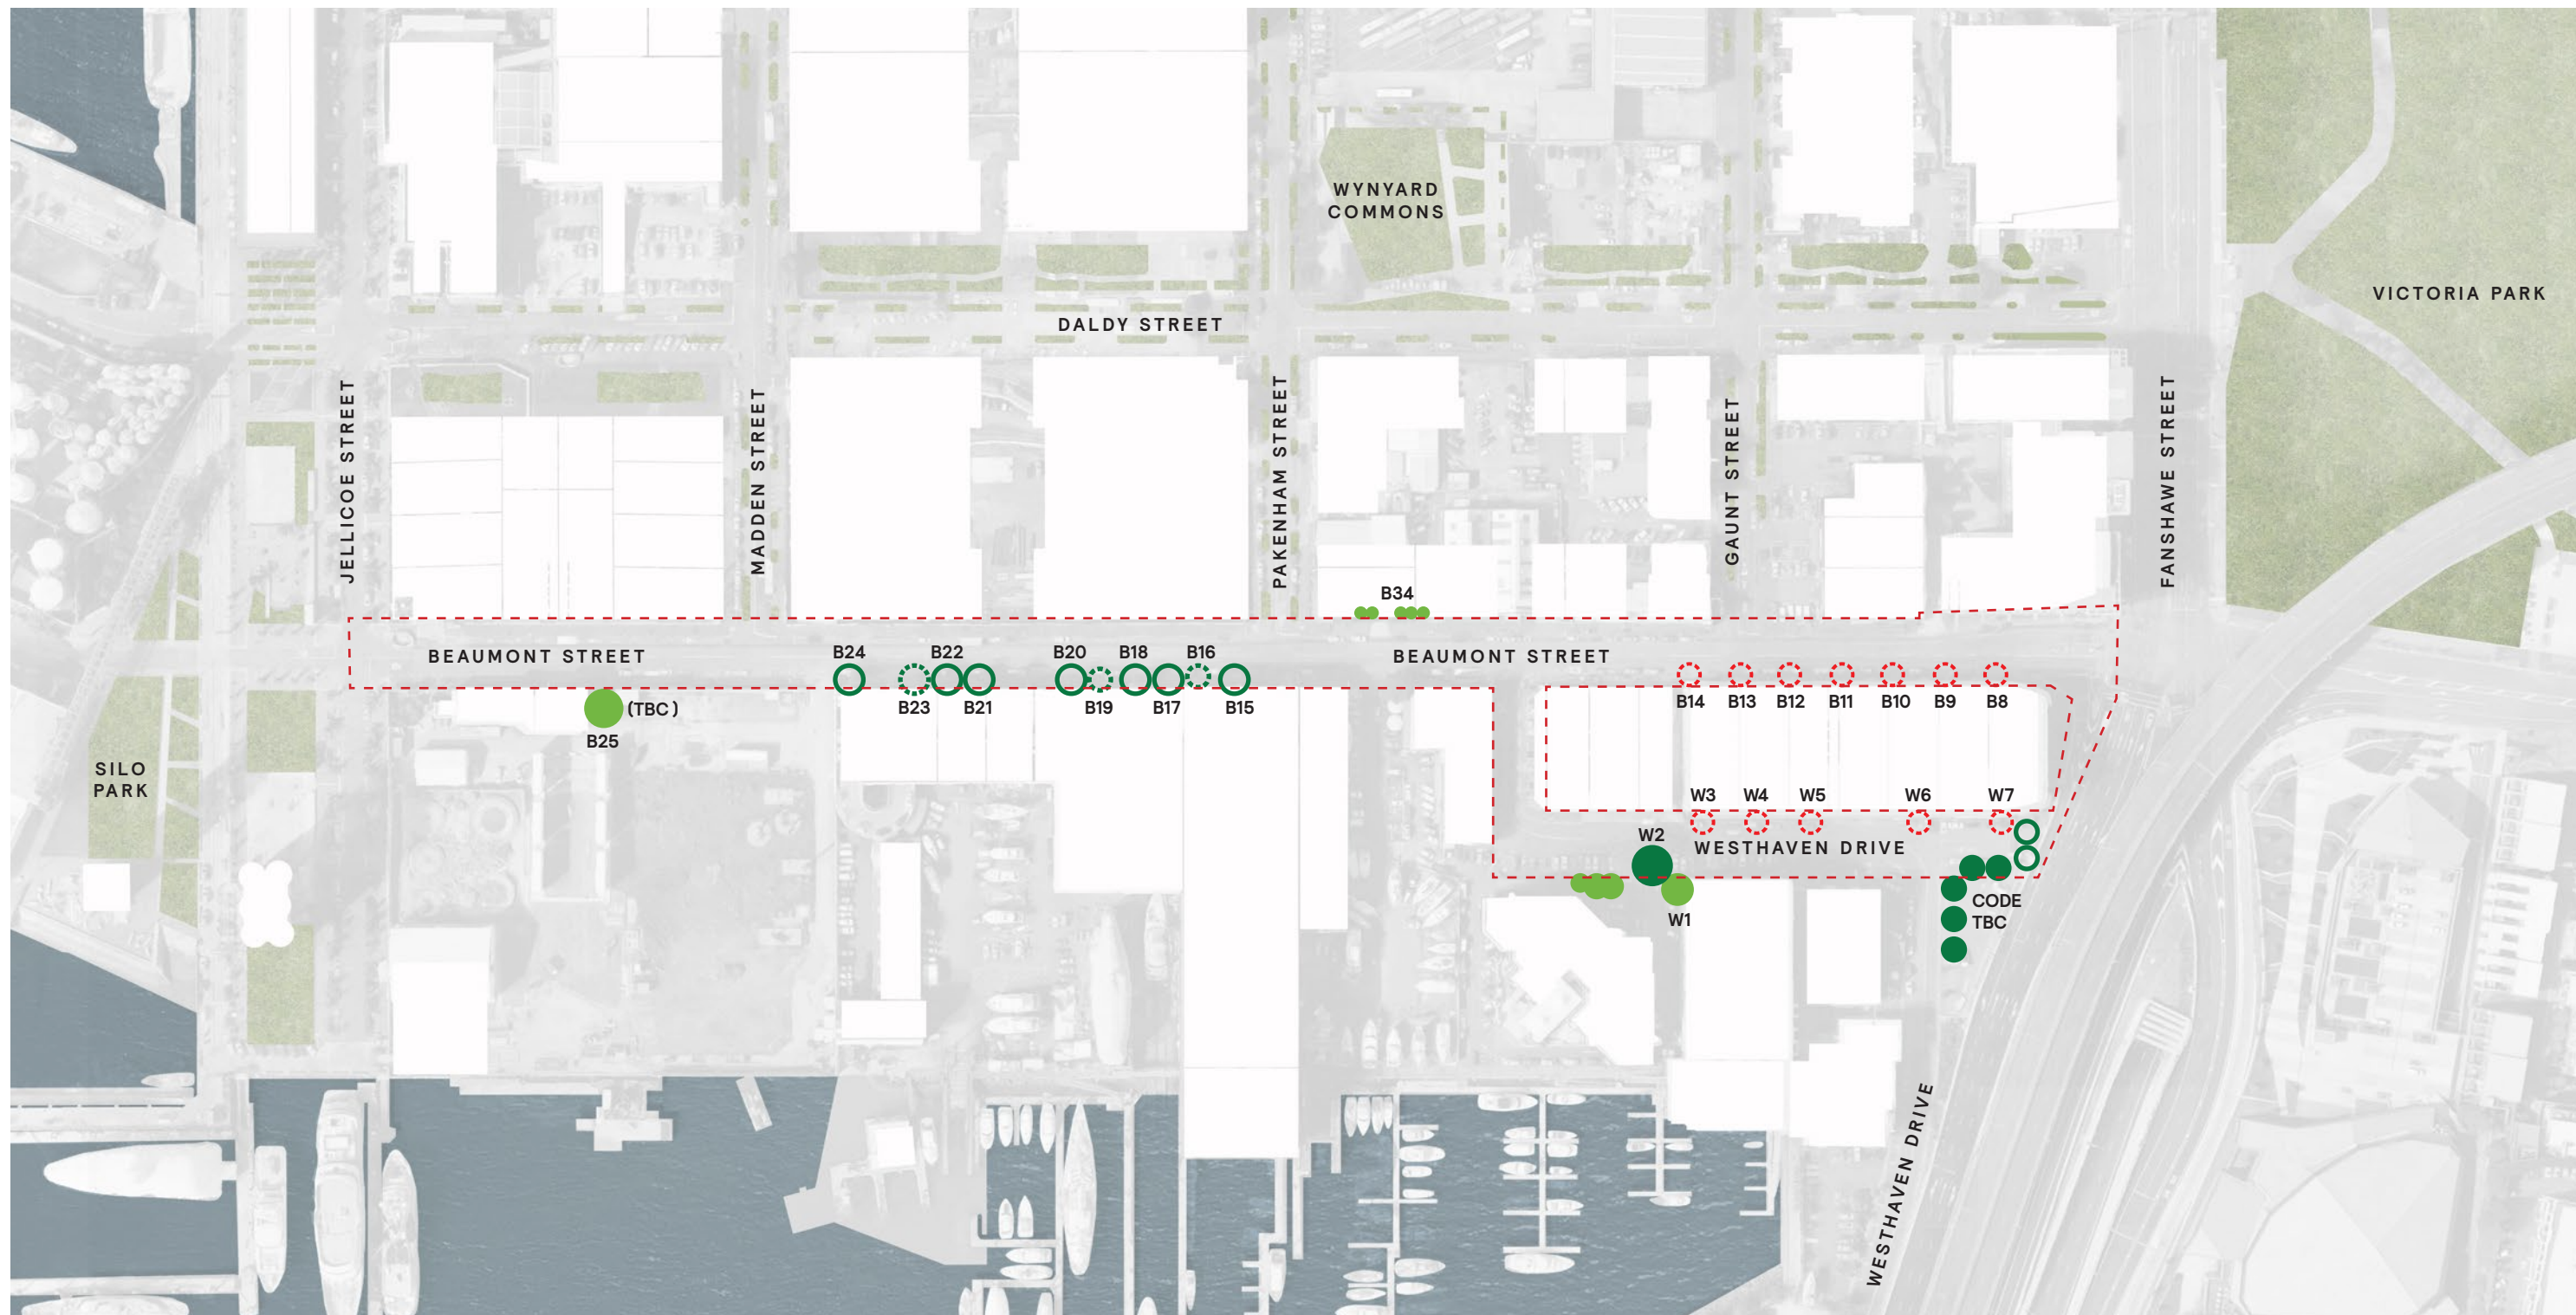 WYNYARD
COMMONS
VICTORIA PARK
DALDY STREET
JELLICOE STREET
MADDEN STREET
PAKENHAM STREET
GAUNT STREET
FANSHAWE STREET
B34
BEAUMONT STREET
B24
B22
B20
B18
B16
BEAUMONT STREET
B23
B21
B19
B17
B15
B14
B13
B12
B11
B10
B9
B8
(TBC)
B25
SILO
PARK
W3
W4
W5
W6
W7
W2
WESTHAVEN DRIVE
W1
CODE
TBC
WESTHAVEN DRIVE